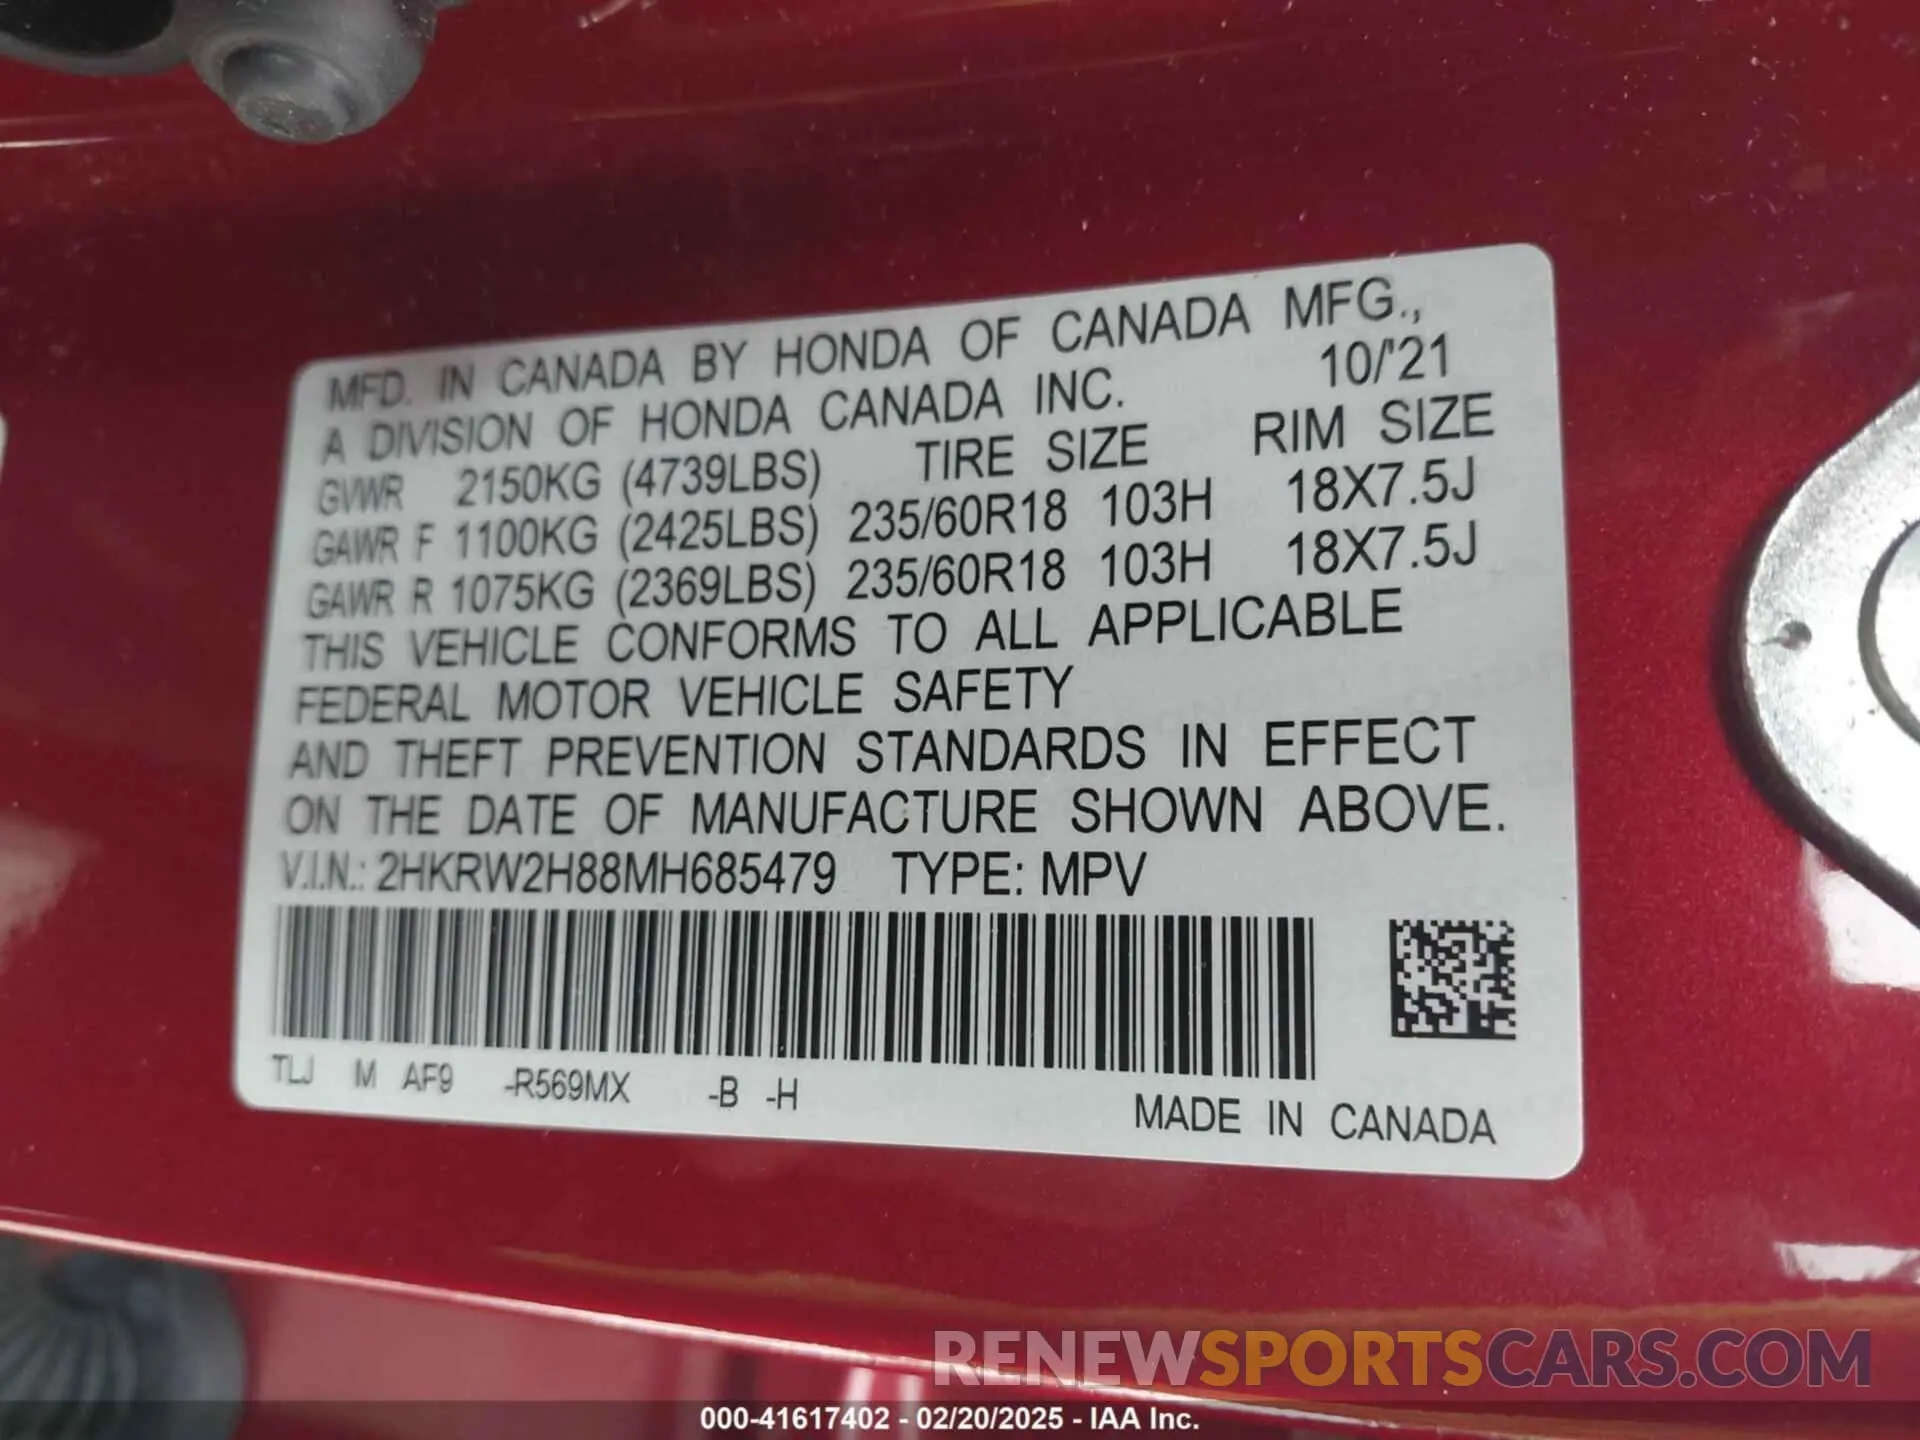 MFD. IN CANADA BY HONDA OF CANADA MFG.,
A DIVISION OF HONDA CANADA INC. 10/'21
GVWR 2150KG (4739LBS) TIRE SIZE RIM SIZE
GAWR F 1100KG (2425LBS) 235/60R18 103H 18X7.5J
GAWR R 1075KG (2369LBS) 235/60R18 103H 18X7.5J
THIS VEHICLE CONFORMS TO ALL APPLICABLE
FEDERAL MOTOR VEHICLE SAFETY
AND THEFT PREVENTION STANDARDS IN EFFECT
ON THE DATE OF MANUFACTURE SHOWN ABOVE.
V.I.N.: 2HKRW2H88MH685479 TYPE: MPV
TLJ M AF9 -R569MX -B -H
MADE IN CANADA
RENEWSPORTSCARS.COM
000-41617402 - 02/20/2025 - IAA Inc.